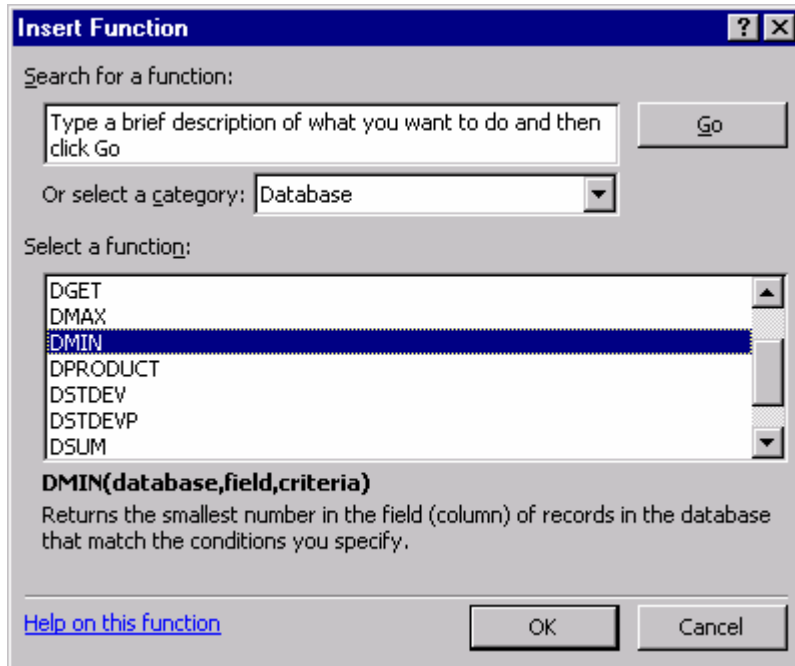 Insert Function
Search for a function:
Type a brief description of what you want to do and then
click Go
Go
Or select a category: Database
Select a function:
DGET
DMAX
DMIN
DPRODUCT
DSTDEV
DSTDEVP
DSUM
DMIN(database,field,criteria)
Returns the smallest number in the field (column) of records in the database
that match the conditions you specify.
Help on this function
OK
Cancel